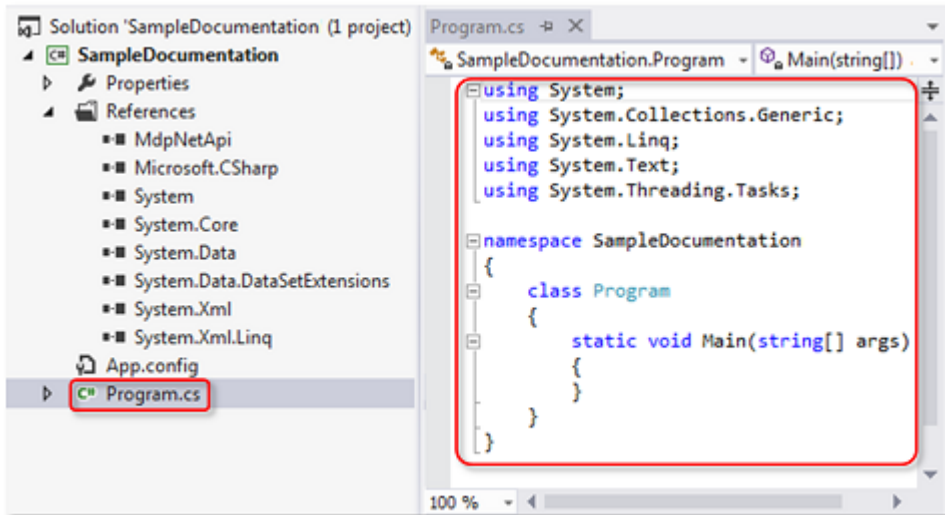 Solution 'SampleDocumentation (1 project)
C# SampleDocumentation
Properties
References
MdpNetApi
Microsoft.CSharp
System
System.Core
System.Data
System.Data.DataSetExtensions
System.Xml
System.Xml.Linq
App.config
C# Program.cs
Program.cs
SampleDocumentation.Program
Main(string[])
using System;
using System.Collections.Generic;
using System.Linq;
using System.Text;
using System.Threading.Tasks;
namespace SampleDocumentation
{
class Program
{
static void Main(string[] args)
{
}
}
}
100 %